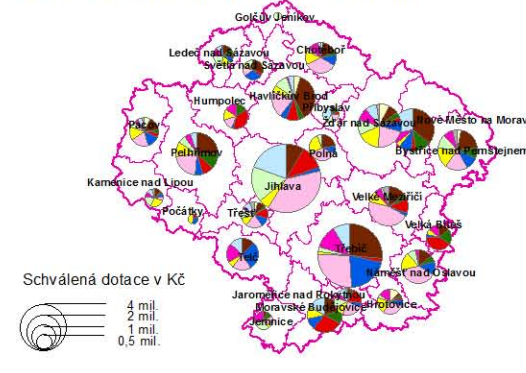 Golčův Jeníkov
Ledeč nad Sázavou
Chotěboř
Světlá nad Sázavou
Humpolec
Havlíčkův Brod
Přibyslav
Žďár nad Sázavou
Nové Město na Morav
Pacov
Pelhřimov
Polná
Bystřice nad Pernštejnem
Jihlava
Kamenice nad Lipou
Velké Meziříčí
Počátky
Třešť
Velká Bíteš
Telč
Třebíč
Náměšť nad Oslavou
Schválená dotace v Kč
4 mil.
2 mil.
1 mil.
0,5 mil.
Jaroměřice nad Rokytnou
Moravské Budějovice
Hrotovice
Jemnice